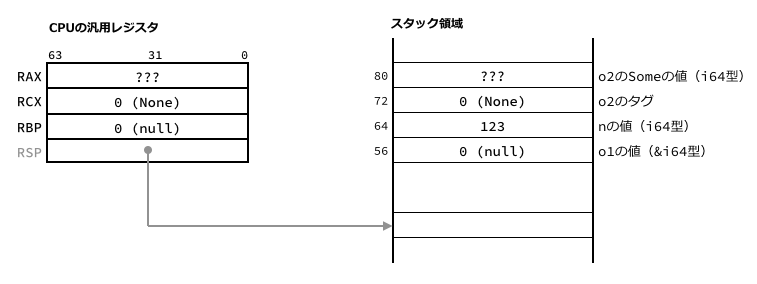 CPUの汎用レジスタ
63 31 0
RAX ???
RCX 0 (None)
RBP 0 (null)
RSP
スタック領域
80 ??? o2のSomeの値（i64型）
72 0 (None) o2のタグ
64 123 nの値（i64型）
56 0 (null) o1の値（&i64型）